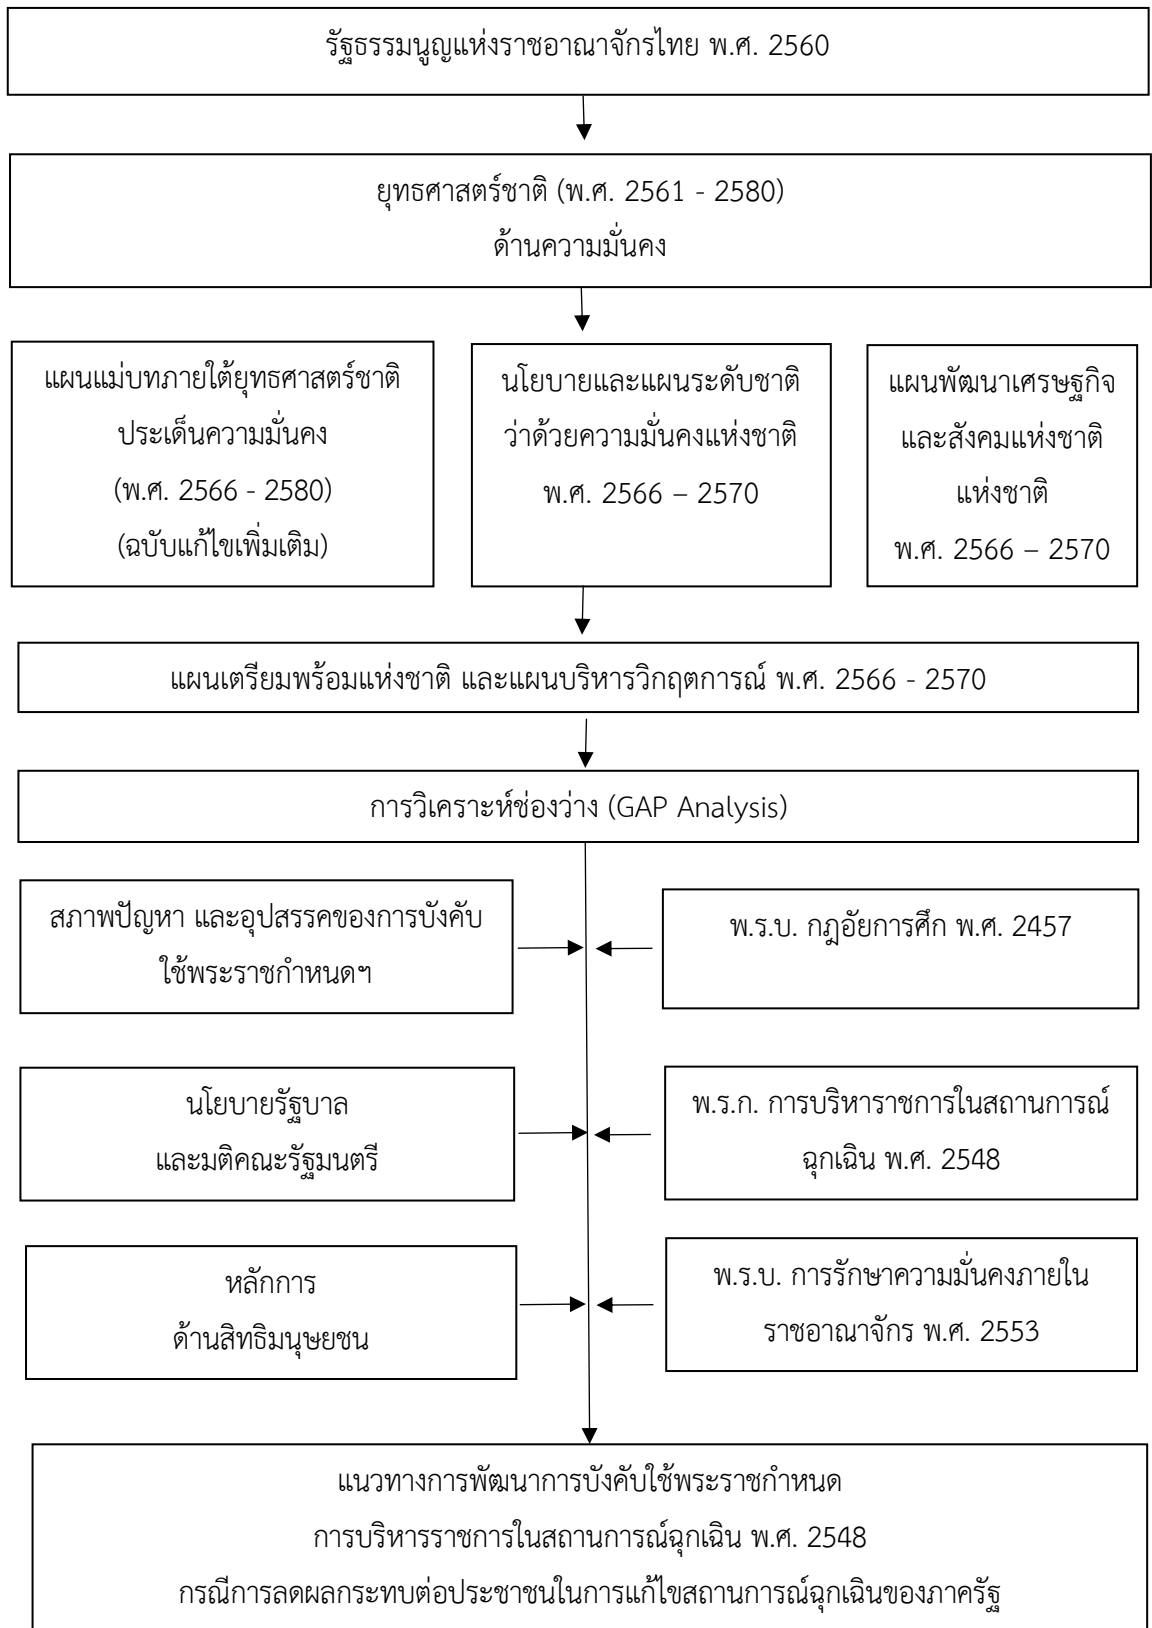 รัฐธรรมนูญแห่งราชอาณาจักรไทย พ.ศ. 2560
ยุทธศาสตร์ชาติ (พ.ศ. 2561 - 2580)
ด้านความมั่นคง
แผนแม่บทภายใต้ยุทธศาสตร์ชาติ
ประเด็นความมั่นคง
(พ.ศ. 2566 - 2580)
(ฉบับแก้ไขเพิ่มเติม)
นโยบายและแผนระดับชาติ
ว่าด้วยความมั่นคงแห่งชาติ
พ.ศ. 2566 – 2570
แผนพัฒนาเศรษฐกิจ
และสังคมแห่งชาติ
แห่งชาติ
พ.ศ. 2566 – 2570
แผนเตรียมพร้อมแห่งชาติ และแผนบริหารวิกฤตการณ์ พ.ศ. 2566 - 2570
การวิเคราะห์ช่องว่าง (GAP Analysis)
สภาพปัญหา และอุปสรรคของการบังคับ
ใช้พระราชกำหนดฯ
พ.ร.บ. กฎอัยการศึก พ.ศ. 2457
นโยบายรัฐบาล
และมติคณะรัฐมนตรี
พ.ร.ก. การบริหาราชการในสถานการณ์
ฉุกเฉิน พ.ศ. 2548
หลักการ
ด้านสิทธิมนุษยชน
พ.ร.บ. การรักษาความมั่นคงภายใน
ราชอาณาจักร พ.ศ. 2553
แนวทางการพัฒนาการบังคับใช้พระราชกำหนด
การบริหารราชการในสถานการณ์ฉุกเฉิน พ.ศ. 2548
กรณีการลดผลกระทบต่อประชาชนในการแก้ไขสถานการณ์ฉุกเฉินของภาครัฐ